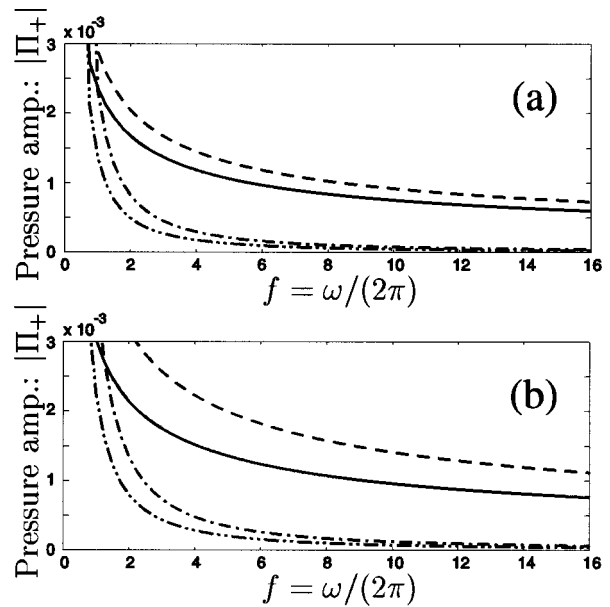 x 10⁻³
3
2
1
0
Pressure amp.: |Π₊|
(a)
0 2 4 6 8 10 12 14 16
f = ω/(2π)
x 10⁻³
3
2
1
0
Pressure amp.: |Π₊|
(b)
0 2 4 6 8 10 12 14 16
f = ω/(2π)